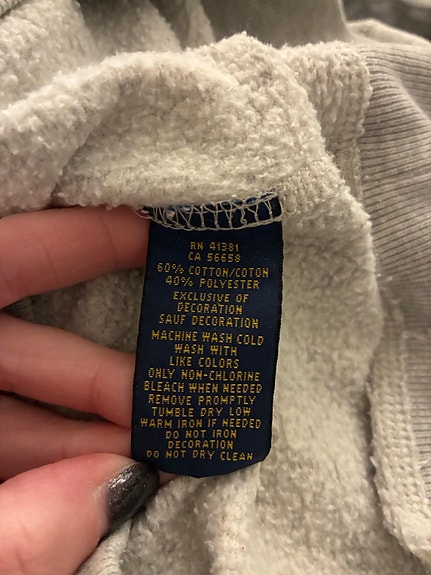 RN 41381
CA 56658
60% COTTON/COTON
40% POLYESTER
EXCLUSIVE OF
DECORATION
SAUF DECORATION
MACHINE WASH COLD
WASH WITH
LIKE COLORS
ONLY NON-CHLORINE
BLEACH WHEN NEEDED
REMOVE PROMPTLY
TUMBLE DRY LOW
WARM IRON IF NEEDED
DO NOT IRON
DECORATION
DO NOT DRY CLEAN